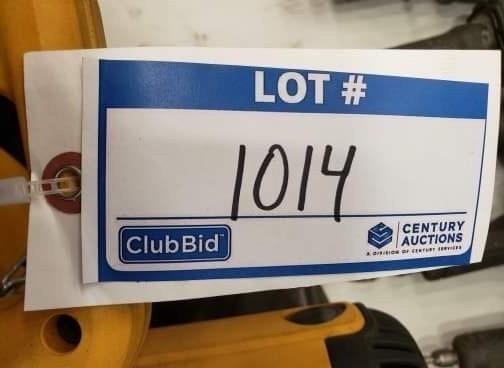 LOT #
1014
ClubBid
CENTURY
AUCTIONS
A DIVISION OF CENTURY SERVICES